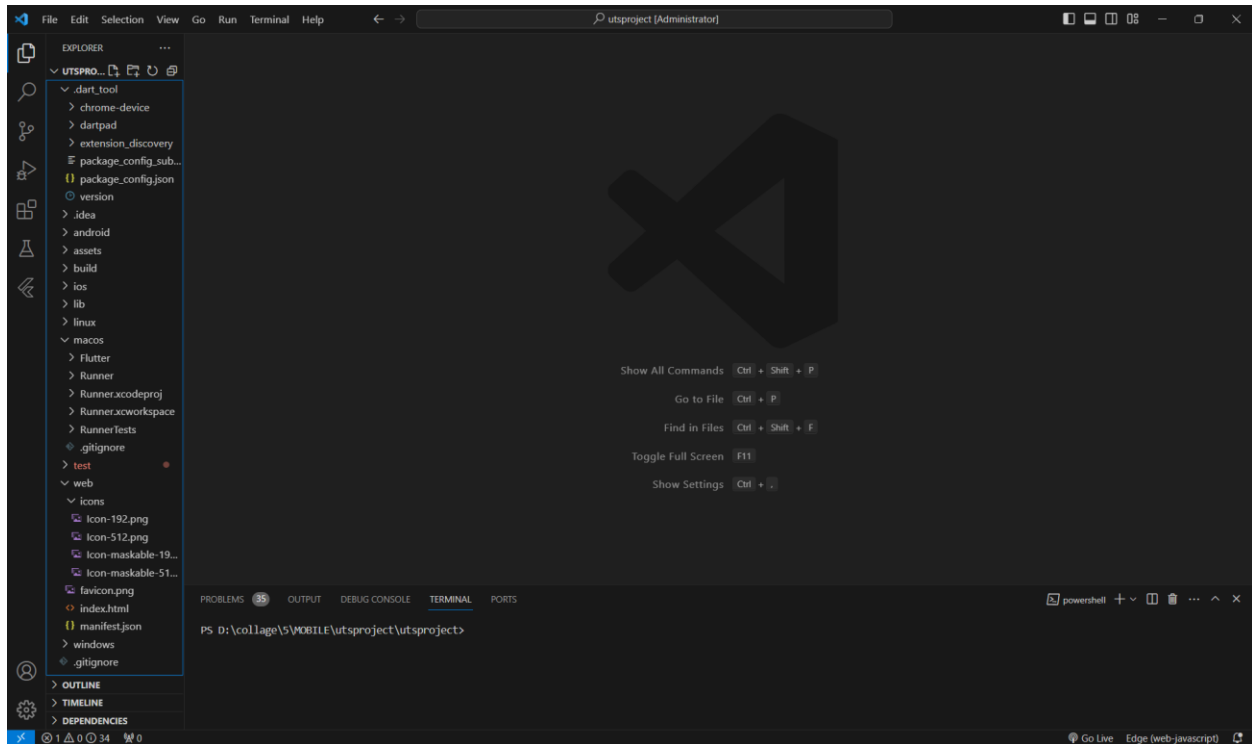 File Edit Selection View Go Run Terminal Help
utsproject [Administrator]
EXPLORER
UTSPRO...
.dart_tool
chrome-device
dartpad
extension_discovery
package_config_sub...
package_config.json
version
.idea
android
assets
build
ios
lib
linux
macos
Flutter
Runner
Runner.xcodeproj
Runner.xcworkspace
RunnerTests
.gitignore
test
web
icons
Icon-192.png
Icon-512.png
Icon-maskable-19...
Icon-maskable-51...
favicon.png
index.html
manifest.json
windows
.gitignore
OUTLINE
TIMELINE
DEPENDENCIES
Show All Commands Ctrl + Shift + P
Go to File Ctrl + P
Find in Files Ctrl + Shift + F
Toggle Full Screen F11
Show Settings Ctrl + ,
PROBLEMS 35 OUTPUT DEBUG CONSOLE TERMINAL PORTS
powershell
PS D:\collage\5\MOBILE\utsproject\utsproject>
1 0 34 0
Go Live Edge (web-javascript)